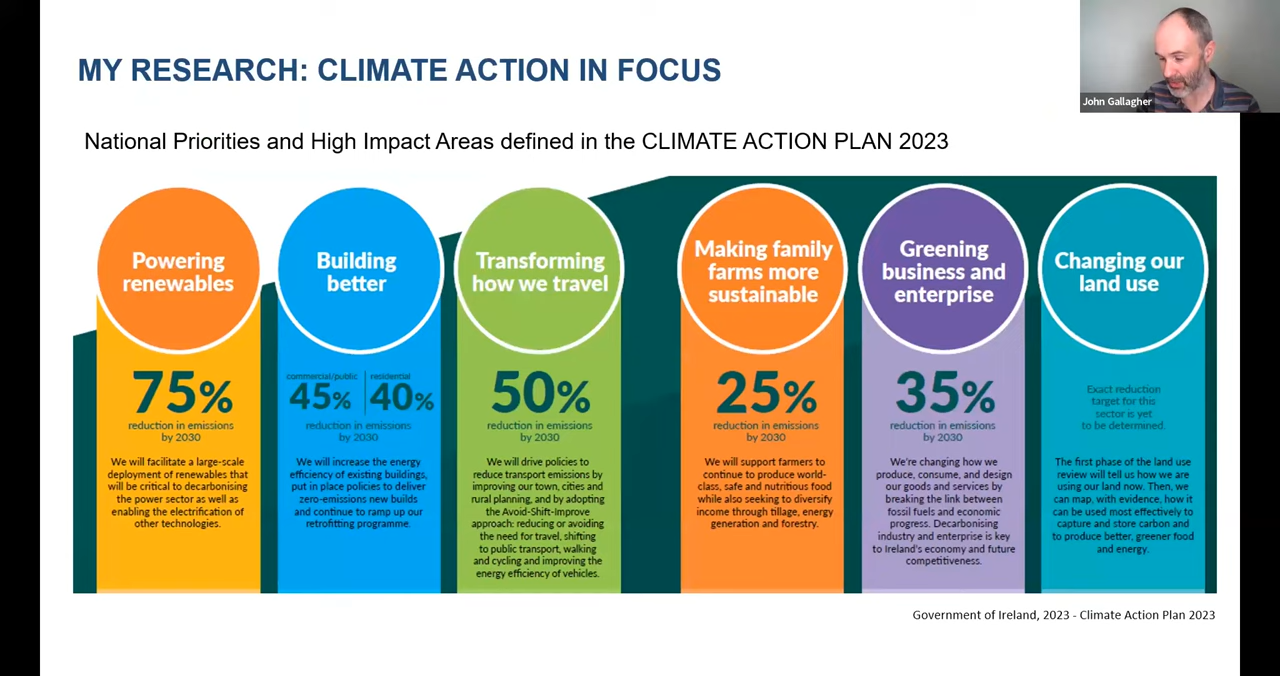 MY RESEARCH: CLIMATE ACTION IN FOCUS
John Gallagher
National Priorities and High Impact Areas defined in the CLIMATE ACTION PLAN 2023
Powering
renewables
75%
reduction in emissions
by 2030
We will facilitate a large-scale
deployment of renewables that
will be critical to decarbonising
the power sector as well as
enabling the electrification of
other technologies.
Building
better
commercial/public
45%
residential
40%
reduction in emissions
by 2030
We will increase the energy
efficiency of existing buildings,
put in place policies to deliver
zero-emissions new builds
and continue to ramp up our
retrofitting programme.
Transforming
how we travel
50%
reduction in emissions
by 2030
We will drive policies to
reduce transport emissions by
improving our town, cities and
rural planning, and by adopting
the Avoid-Shift-Improve
approach: reducing or avoiding
the need for travel, shifting
to public transport, walking
and cycling and improving the
energy efficiency of vehicles.
Making family
farms more
sustainable
25%
reduction in emissions
by 2030
We will support farmers to
continue to produce world-
class, safe and nutritious food
while also seeking to diversify
income through tillage, energy
generation and forestry.
Greening
business and
enterprise
35%
reduction in emissions
by 2030
We're changing how we
produce, consume, and design
our goods and services by
breaking the link between
fossil fuels and economic
progress. Decarbonising
industry and enterprise is key
to Ireland's economy and future
competitiveness.
Changing our
land use
Exact reduction
target for this
sector is yet
to be determined.
The first phase of the land use
review will tell us how we are
using our land now. Then, we
can map, with evidence, how it
can be used most effectively to
capture and store carbon and
to produce better, greener food
and energy.
Government of Ireland, 2023 - Climate Action Plan 2023